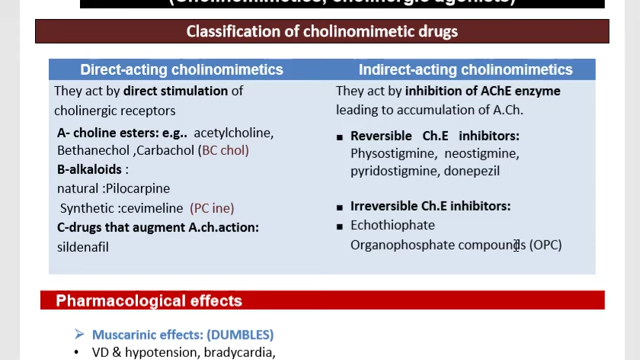 (Cholinomimetics, cholinergic agonists)
Classification of cholinomimetic drugs
Direct-acting cholinomimetics
They act by direct stimulation of
cholinergic receptors
A- choline esters: e.g.. acetylcholine,
Bethanechol ,Carbachol (BC chol)
B-alkaloids :
natural :Pilocarpine
Synthetic :cevimeline (PC ine)
C-drugs that augment A.ch.action:
sildenafil
Indirect-acting cholinomimetics
They act by inhibition of AChE enzyme
leading to accumulation of A.Ch.
▪ Reversible Ch.E inhibitors:
Physostigmine, neostigmine,
pyridostigmine, donepezil
▪ Irreversible Ch.E inhibitors:
▪ Echothiophate
Organophosphate compounds (OPC)
Pharmacological effects
➢ Muscarinic effects: (DUMBLES)
• VD & hypotension, bradycardia,